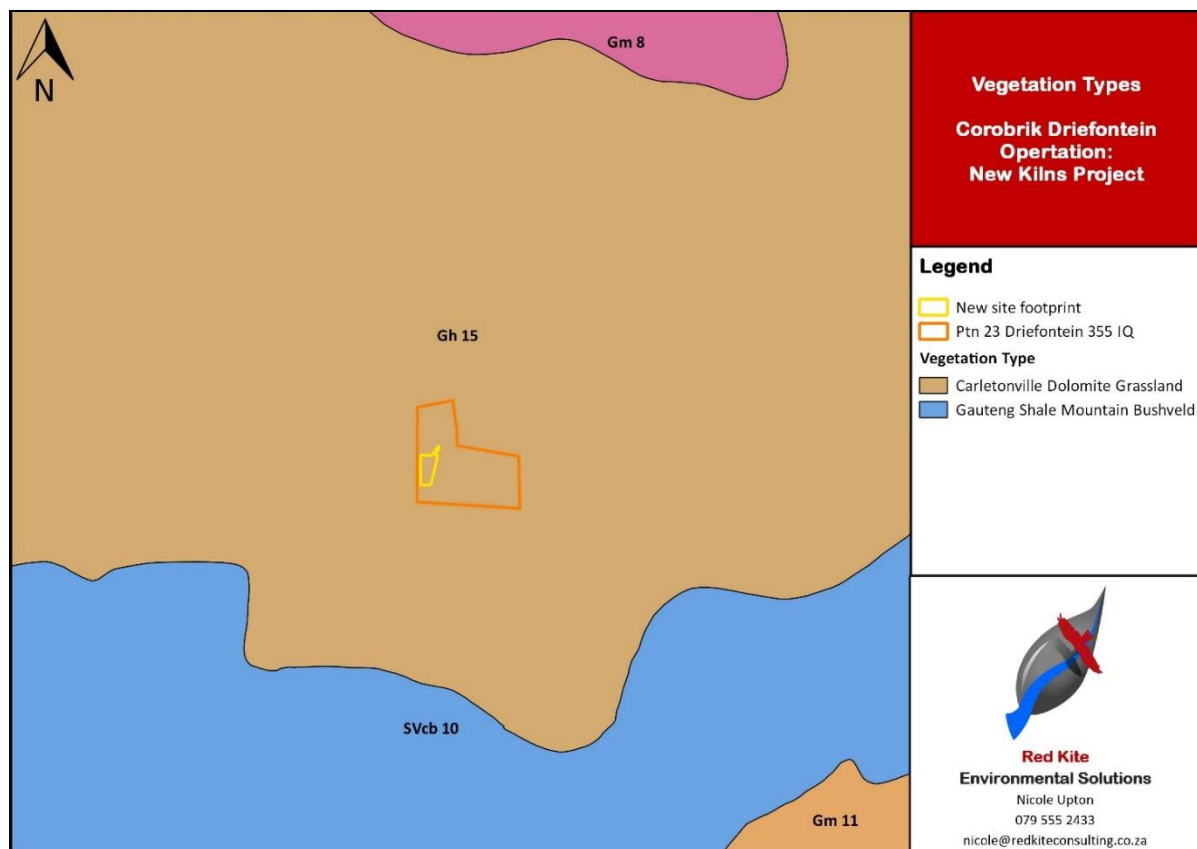 N
Gm 8
Gh 15
SVcb 10
Gm 11
Vegetation Types
Corobrik Driefontein
Opertation:
New Kilns Project
Legend
New site footprint
Ptn 23 Driefontein 355 IQ
Vegetation Type
Carletonville Dolomite Grassland
Gauteng Shale Mountain Bushveld
Red Kite
Environmental Solutions
Nicole Upton
079 555 2433
nicole@redkiteconsulting.co.za